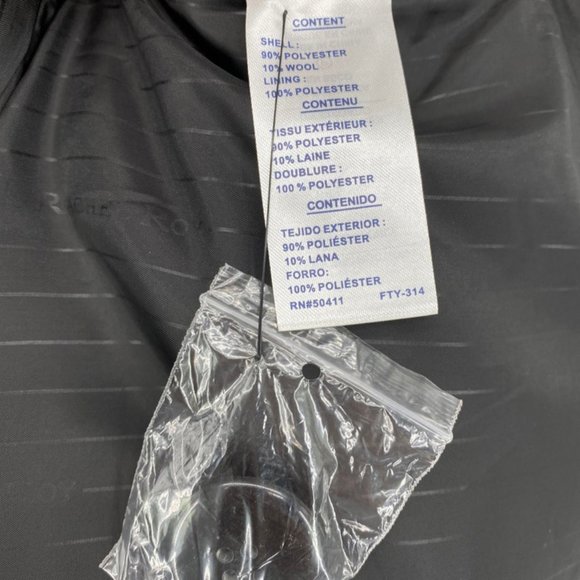 CONTENT
SHELL:
90% POLYESTER
10% WOOL
LINING:
100% POLYESTER
CONTENU
TISSU EXTÉRIEUR :
90% POLYESTER
10% LAINE
DOUBLURE :
100 % POLYESTER
CONTENIDO
TEJIDO EXTERIOR :
90% POLIÉSTER
10% LANA
FORRO:
100% POLIÉSTER
RN#50411 FTY-314